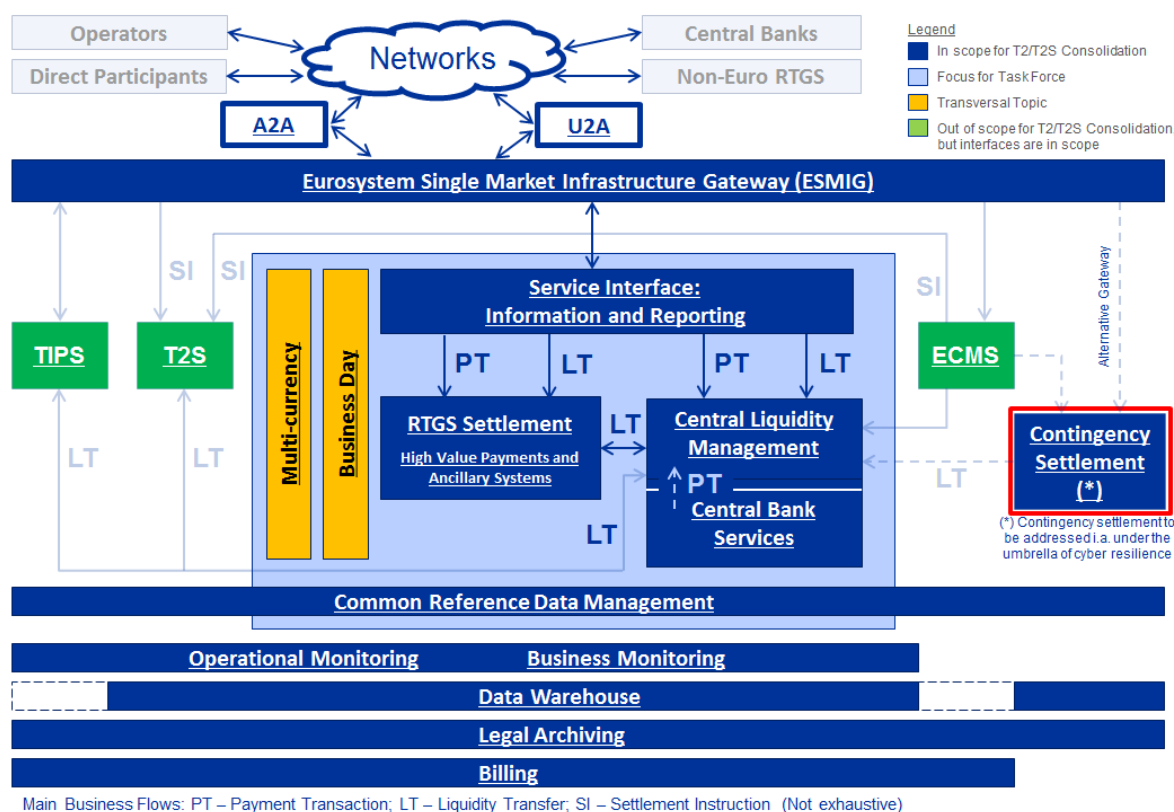 Operators
Networks
Central Banks
Direct Participants
Non-Euro RTGS
Legend
In scope for T2/T2S Consolidation
Focus for Task Force
Transversal Topic
Out of scope for T2/T2S Consolidation
but interfaces are in scope
A2A
U2A
Eurosystem Single Market Infrastructure Gateway (ESMIG)
SI
SI
SI
Alternative Gateway
Multi-currency
Business Day
Service Interface:
Information and Reporting
PT
LT
PT
LT
TIPS
T2S
ECMS
RTGS Settlement
High Value Payments and
Ancillary Systems
LT
Central Liquidity
Management
PT
Central Bank
Services
LT
LT
LT
LT
Contingency
Settlement
(*)
(*) Contingency settlement to
be addressed i.a. under the
umbrella of cyber resilience
Common Reference Data Management
Operational Monitoring
Business Monitoring
Data Warehouse
Legal Archiving
Billing
Main Business Flows: PT – Payment Transaction; LT – Liquidity Transfer; SI – Settlement Instruction (Not exhaustive)